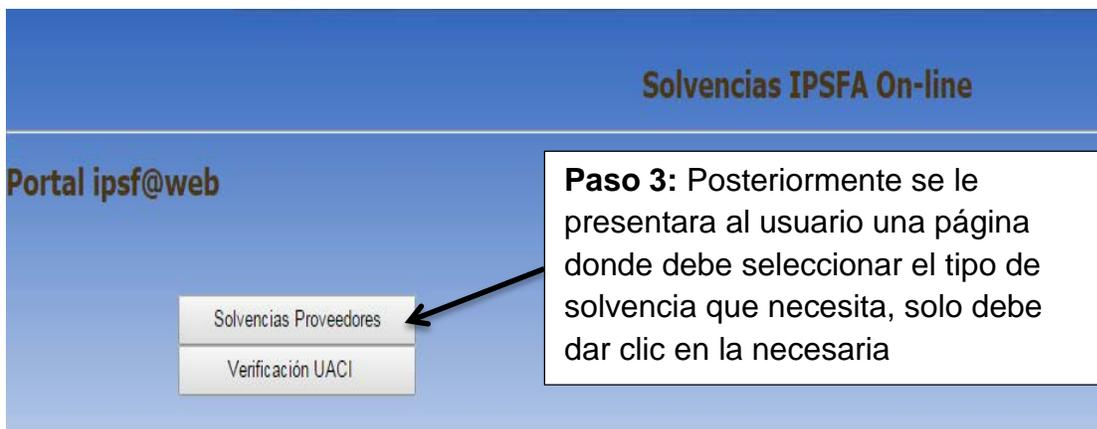 Solvencias IPSFA On-line
Portal ipsf@web
Paso 3: Posteriormente se le
presentara al usuario una página
donde debe seleccionar el tipo de
solvencia que necesita, solo debe
dar clic en la necesaria
Solvencias Proveedores
Verificación UACI